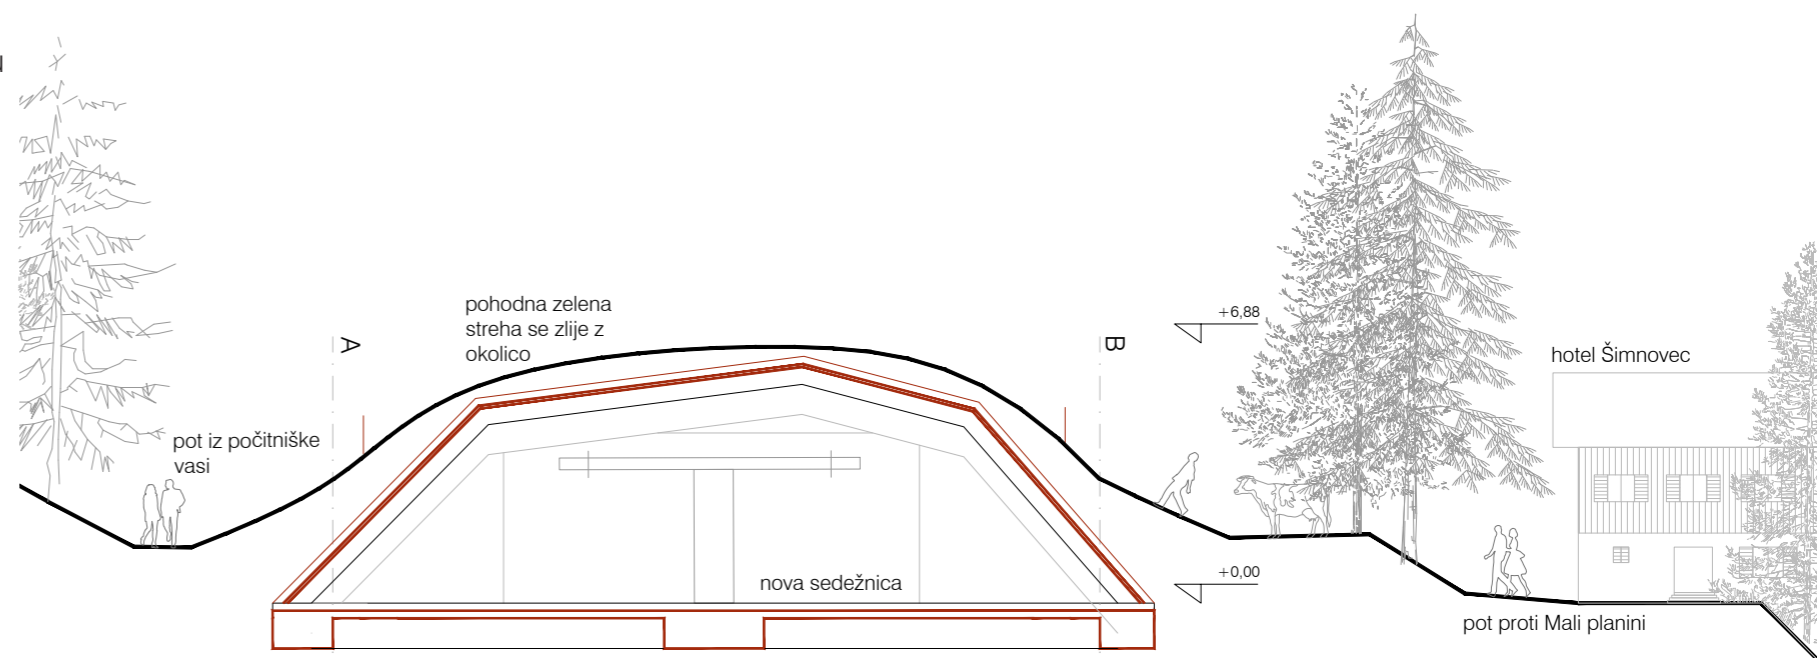 pohodna zelena
streha se zlije z
okolico
A
B
+6,88
hotel Šimnovec
pot iz počitniške
vasi
nova sedežnica
+0,00
pot proti Mali planini